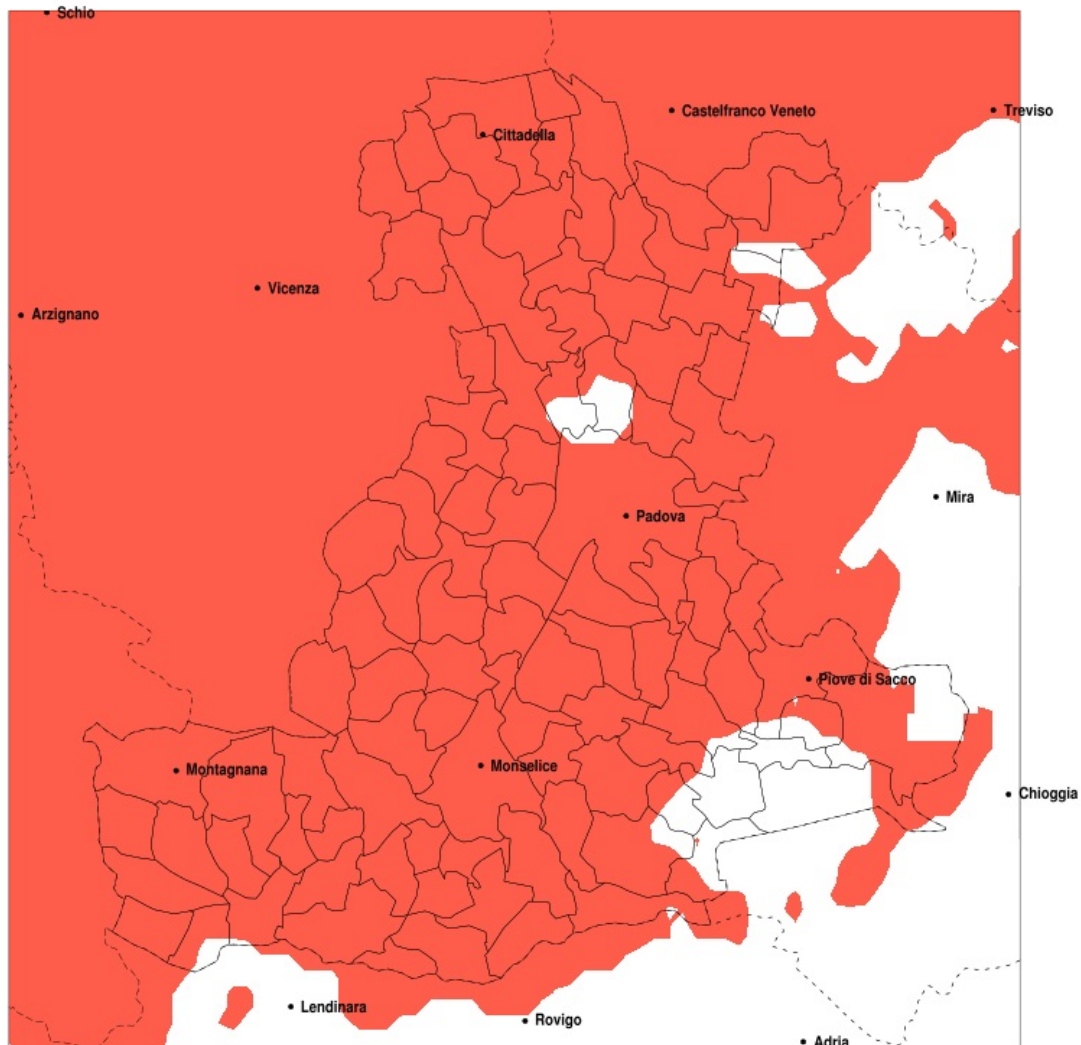 Schio
Castelfranco Veneto
Treviso
Cittadella
Vicenza
Arzignano
Mira
Padova
Piove di Sacco
Monselice
Montagnana
Chioggia
Lendinara
Rovigo
Adria